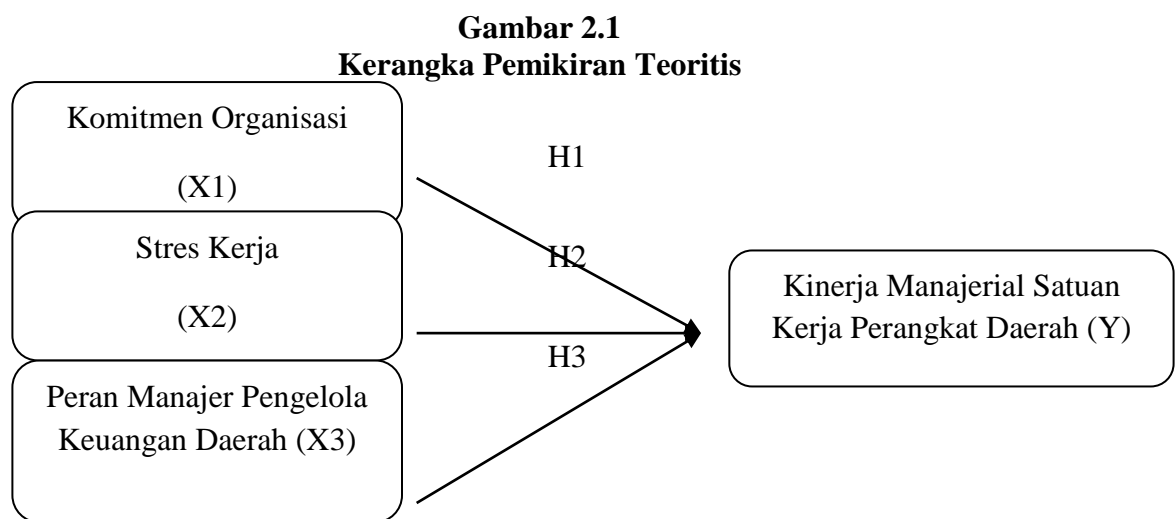 Gambar 2.1
Kerangka Pemikiran Teoritis
Komitmen Organisasi
(X1)
H1
Stres Kerja
(X2)
H2
Kinerja Manajerial Satuan
Kerja Perangkat Daerah (Y)
H3
Peran Manajer Pengelola
Keuangan Daerah (X3)